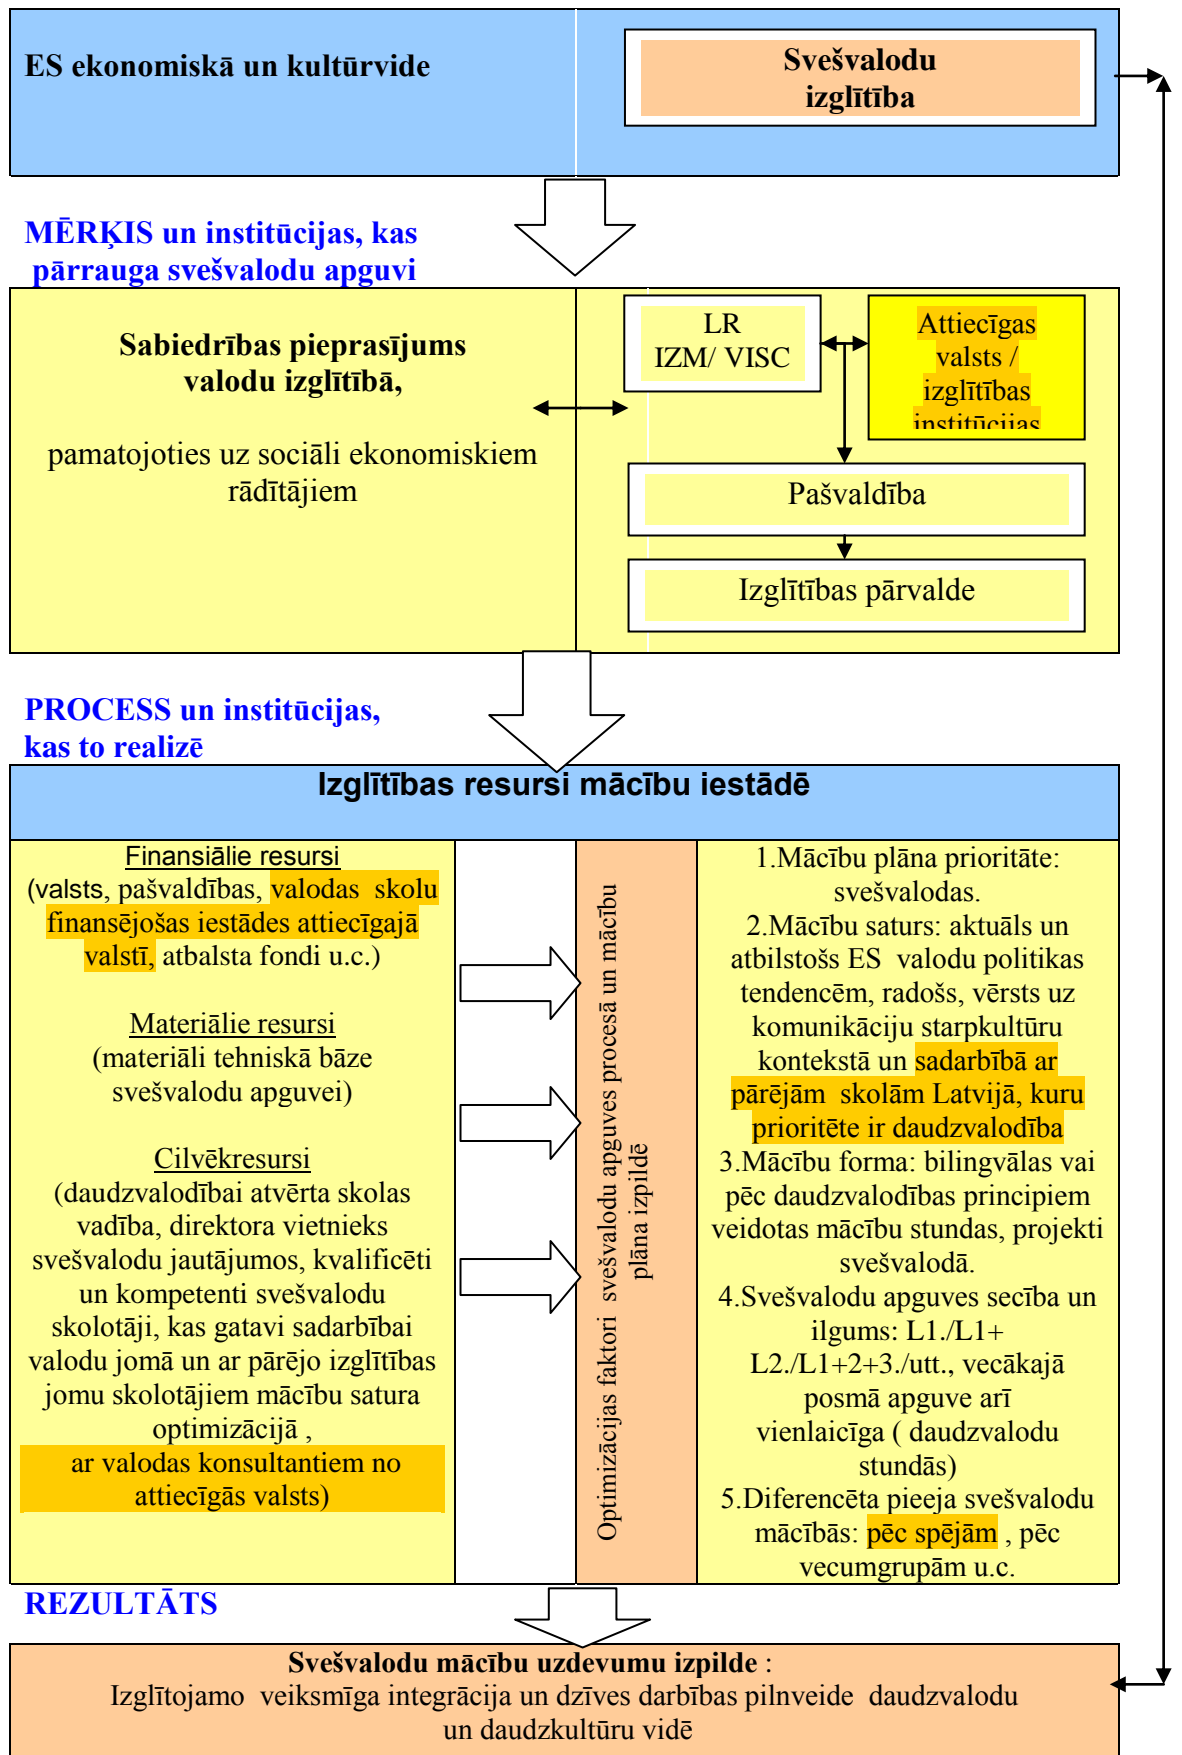 ES ekonomiskā un kultūrvide
Svešvalodu
izglītība
MĒRĶIS un institūcijas, kas
pārrauga svešvalodu apguvi
Sabiedrības pieprasījums
valodu izglītībā,
pamatojoties uz sociāli ekonomiskiem
rādītājiem
LR
IZM/ VISC
Attiecīgas
valsts /
izglītības
institūcijas
Pašvaldība
Izglītības pārvalde
PROCESS un institūcijas,
kas to realizē
Izglītības resursi mācību iestādē
Finansiālie resursi
(valsts, pašvaldības, valodas skolu
finansējošas iestādes attiecīgajā
valstī, atbalsta fondi u.c.)
Materiālie resursi
(materiāli tehniskā bāze
svešvalodu apguvei)
Cilvēkresursi
(daudzvalodībai atvērta skolas
vadība, direktora vietnieks
svešvalodu jautājumos, kvalificēti
un kompetenti svešvalodu
skolotāji, kas gatavi sadarbībai
valodu jomā un ar pārējo izglītības
jomu skolotājiem mācību satura
optimizācijā ,
ar valodas konsultantiem no
attiecīgās valsts)
Optimizācijas faktori svešvalodu apguves procesā un mācību
plāna izpildē
1.Mācību plāna prioritāte:
svešvalodas.
2.Mācību saturs: aktuāls un
atbilstošs ES valodu politikas
tendencēm, radošs, vērsts uz
komunikāciju starpkultūru
kontekstā un sadarbībā ar
pārējām skolām Latvijā, kuru
prioritēte ir daudzvalodība
3.Mācību forma: bilingvālas vai
pēc daudzvalodības principiem
veidotas mācību stundas, projekti
svešvalodā.
4.Svešvalodu apguves secība un
ilgums: L1./L1+
L2./L1+2+3./utt., vecākajā
posmā apguve arī
vienlaicīga ( daudzvalodu
stundās)
5.Diferencēta pieeja svešvalodu
mācībās: pēc spējām , pēc
vecumgrupām u.c.
REZULTĀTS
Svešvalodu mācību uzdevumu izpilde :
Izglītojamo veiksmīga integrācija un dzīves darbības pilnveide daudzvalodu
un daudzkultūru vidē